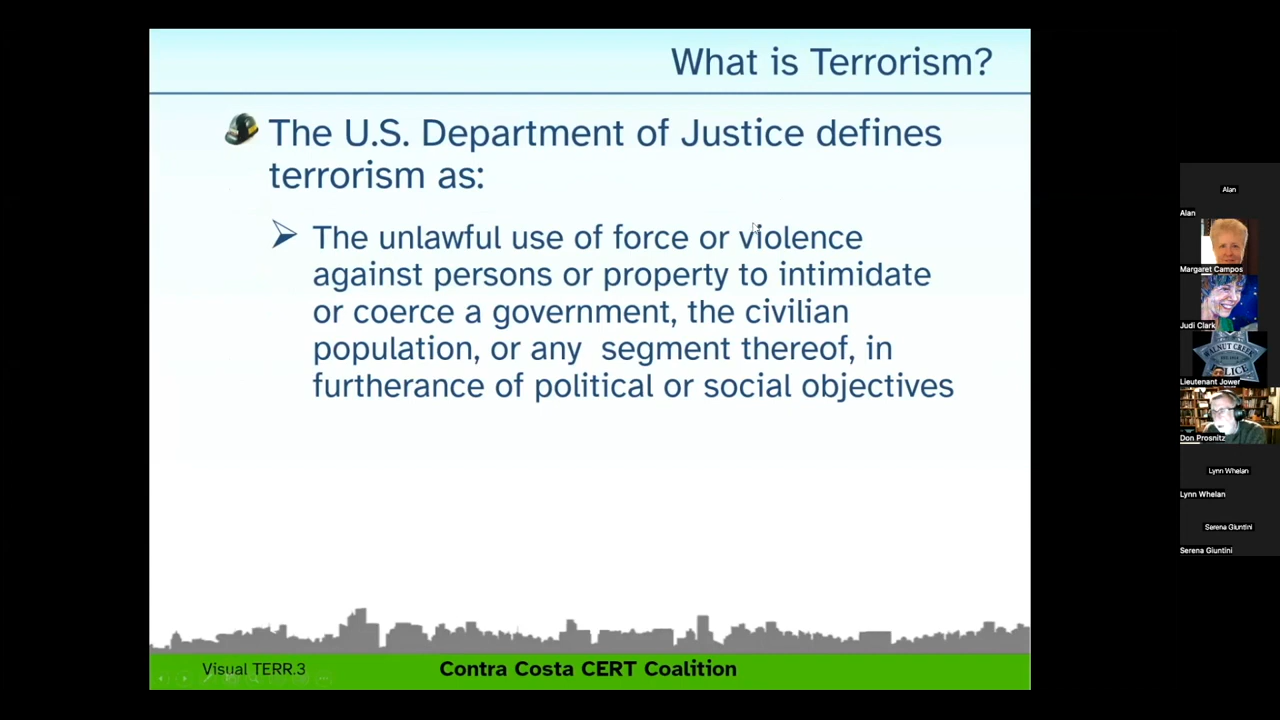 What is Terrorism?
The U.S. Department of Justice defines
terrorism as:
The unlawful use of force or violence
against persons or property to intimidate
or coerce a government, the civilian
population, or any segment thereof, in
furtherance of political or social objectives
Visual TERR.3
Contra Costa CERT Coalition
Alan
Alan
Margaret Campos
Judi Clark
WALNUT CREEK
POLICE
Lieutenant Jower
Don Prosnitz
Lynn Whelan
Lynn Whelan
Serena Giuntini
Serena Giuntini